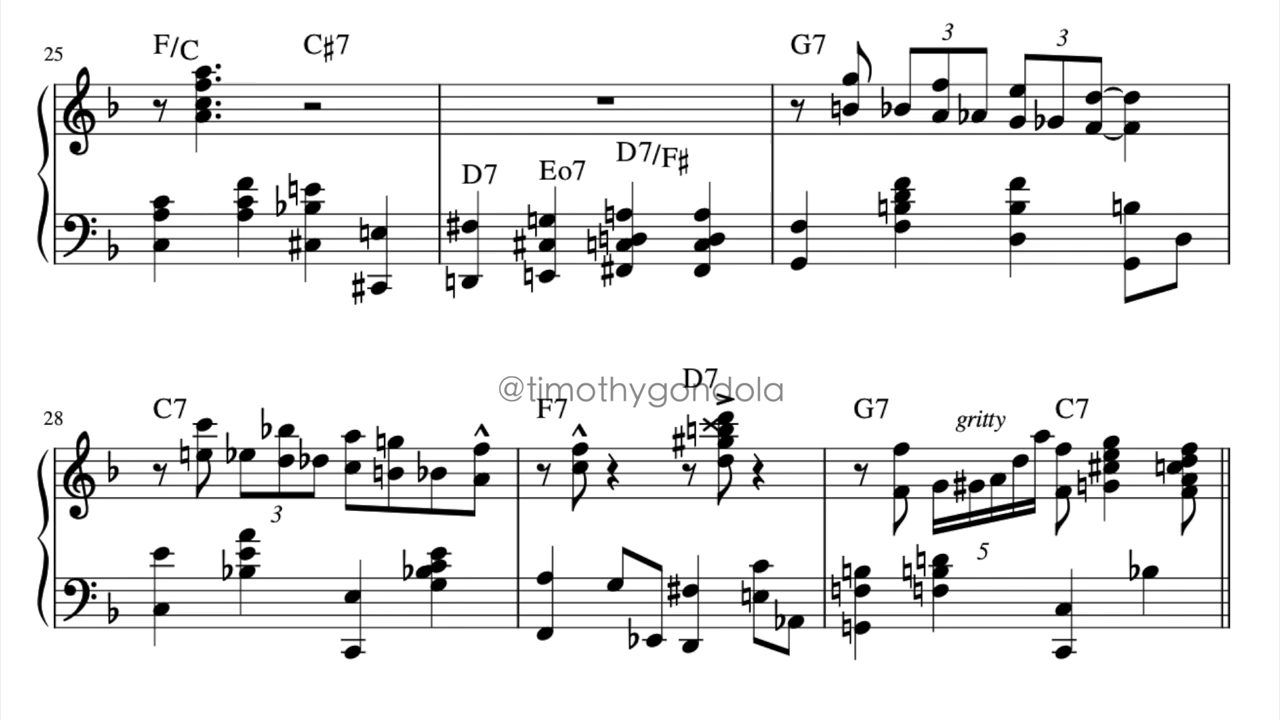 25 F/C C♯7 G7 3 3
D7 Eo7 D7/F♯
@timothygondola
28 C7 3 F7 D7 G7 gritty C7 5